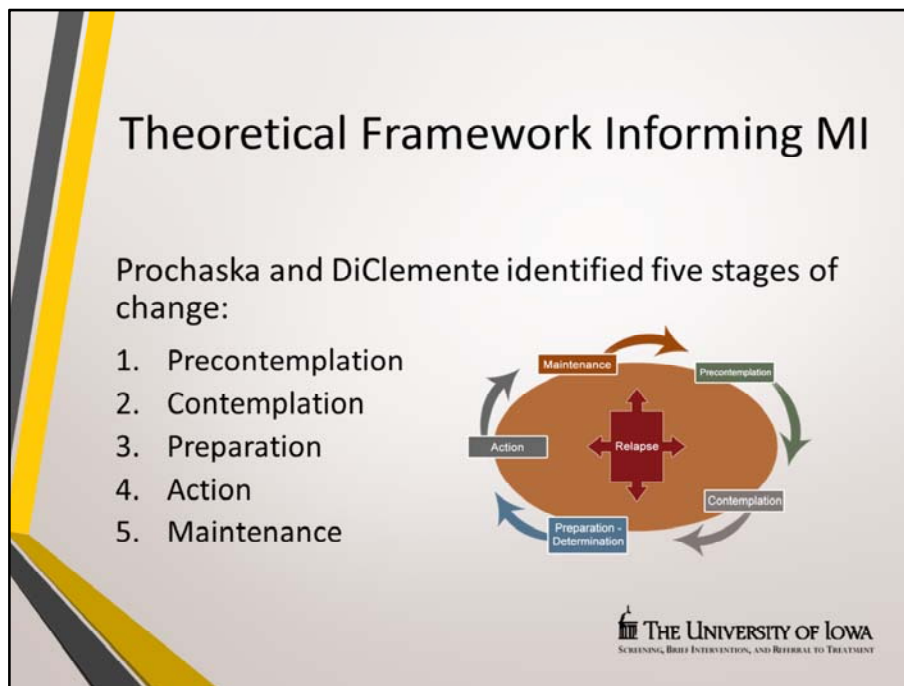 Theoretical Framework Informing MI
Prochaska and DiClemente identified five stages of
change:
1. Precontemplation
2. Contemplation
3. Preparation
4. Action
5. Maintenance
Maintenance
Precontemplation
Action
Relapse
Contemplation
Preparation -
Determination
THE UNIVERSITY OF IOWA
SCREENING, BRIEF INTERVENTION, AND REFERRAL TO TREATMENT